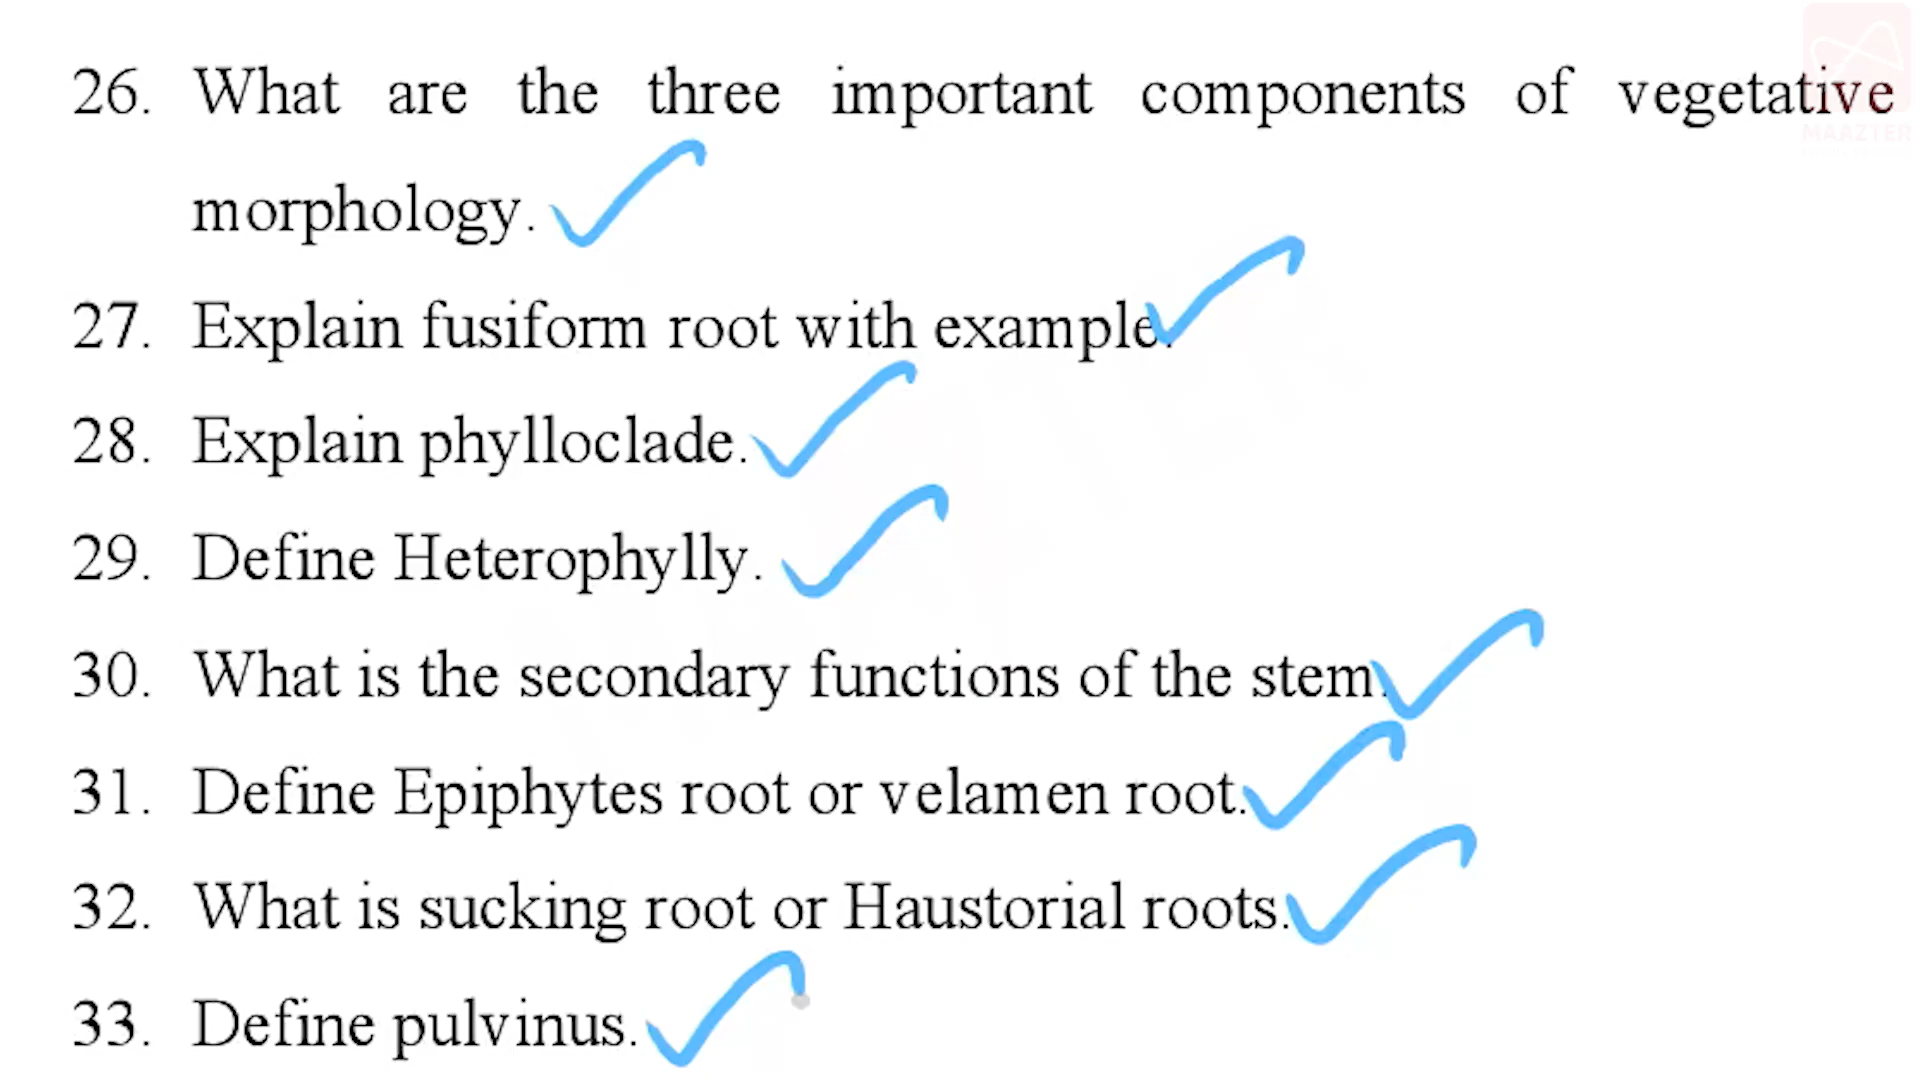 26. What are the three important components of vegetative
morphology.
27. Explain fusiform root with example.
28. Explain phylloclade.
29. Define Heterophylly.
30. What is the secondary functions of the stem.
31. Define Epiphytes root or velamen root.
32. What is sucking root or Haustorial roots.
33. Define pulvinus.
MAAZTER